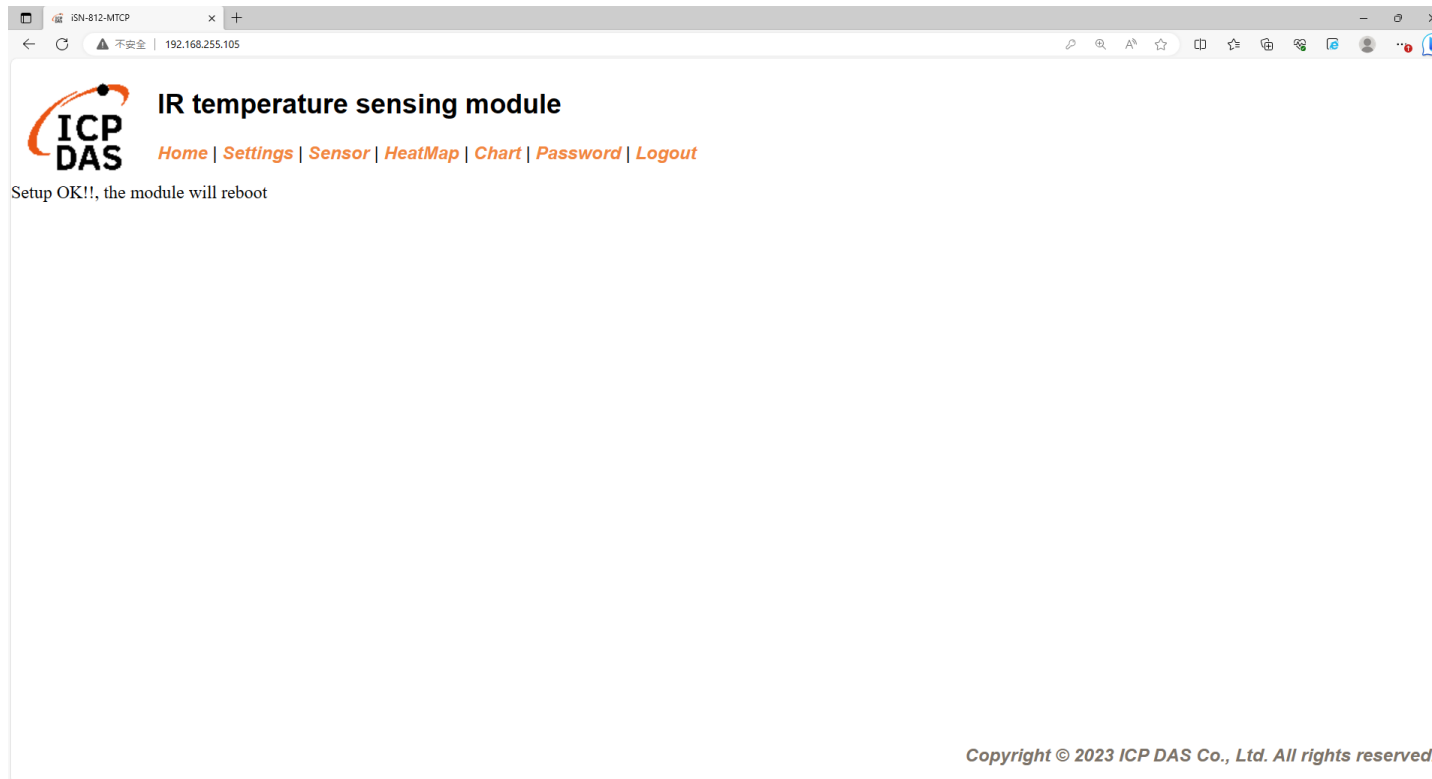 iSN-812-MTCP
不安全 | 192.168.255.105
ICP
DAS
IR temperature sensing module
Home | Settings | Sensor | HeatMap | Chart | Password | Logout
Setup OK!!, the module will reboot
Copyright © 2023 ICP DAS Co., Ltd. All rights reserved.